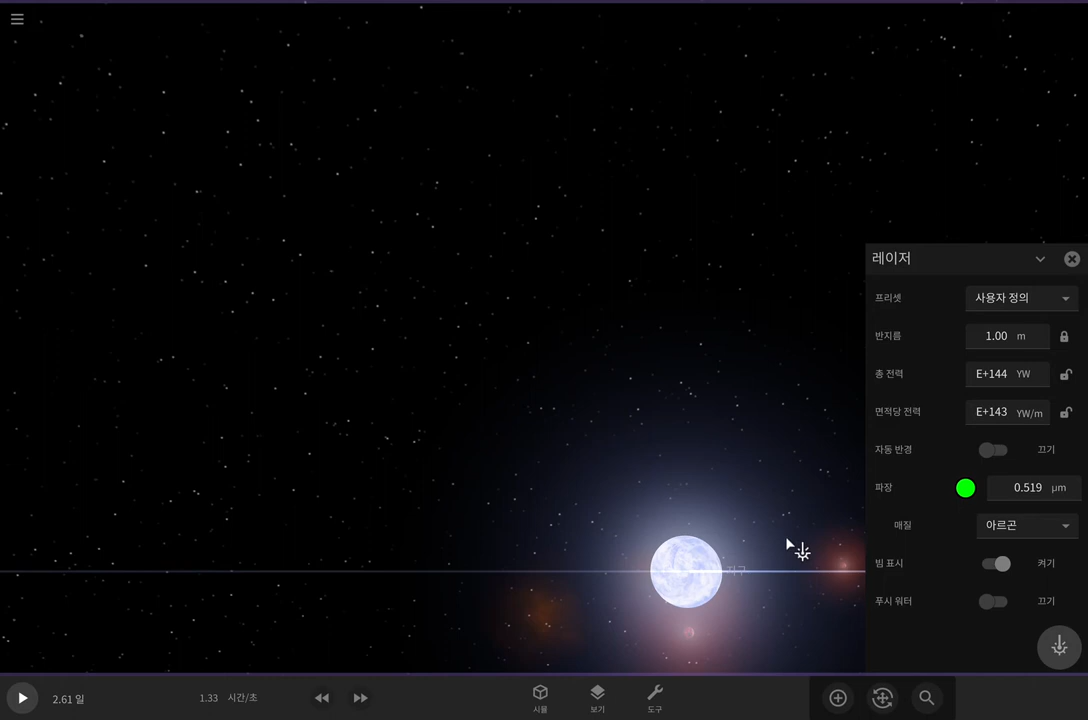 레이저
프리셋 사용자 정의
반지름 1.00 m
총 전력 E+144 YW
면적당 전력 E+143 YW/m
자동 반경 끄기
파장 0.519 µm
매질 아르곤
빔 표시 켜기
푸시 워터 끄기
지구
2.61 일 1.33 시간/초
시뮬 보기 도구